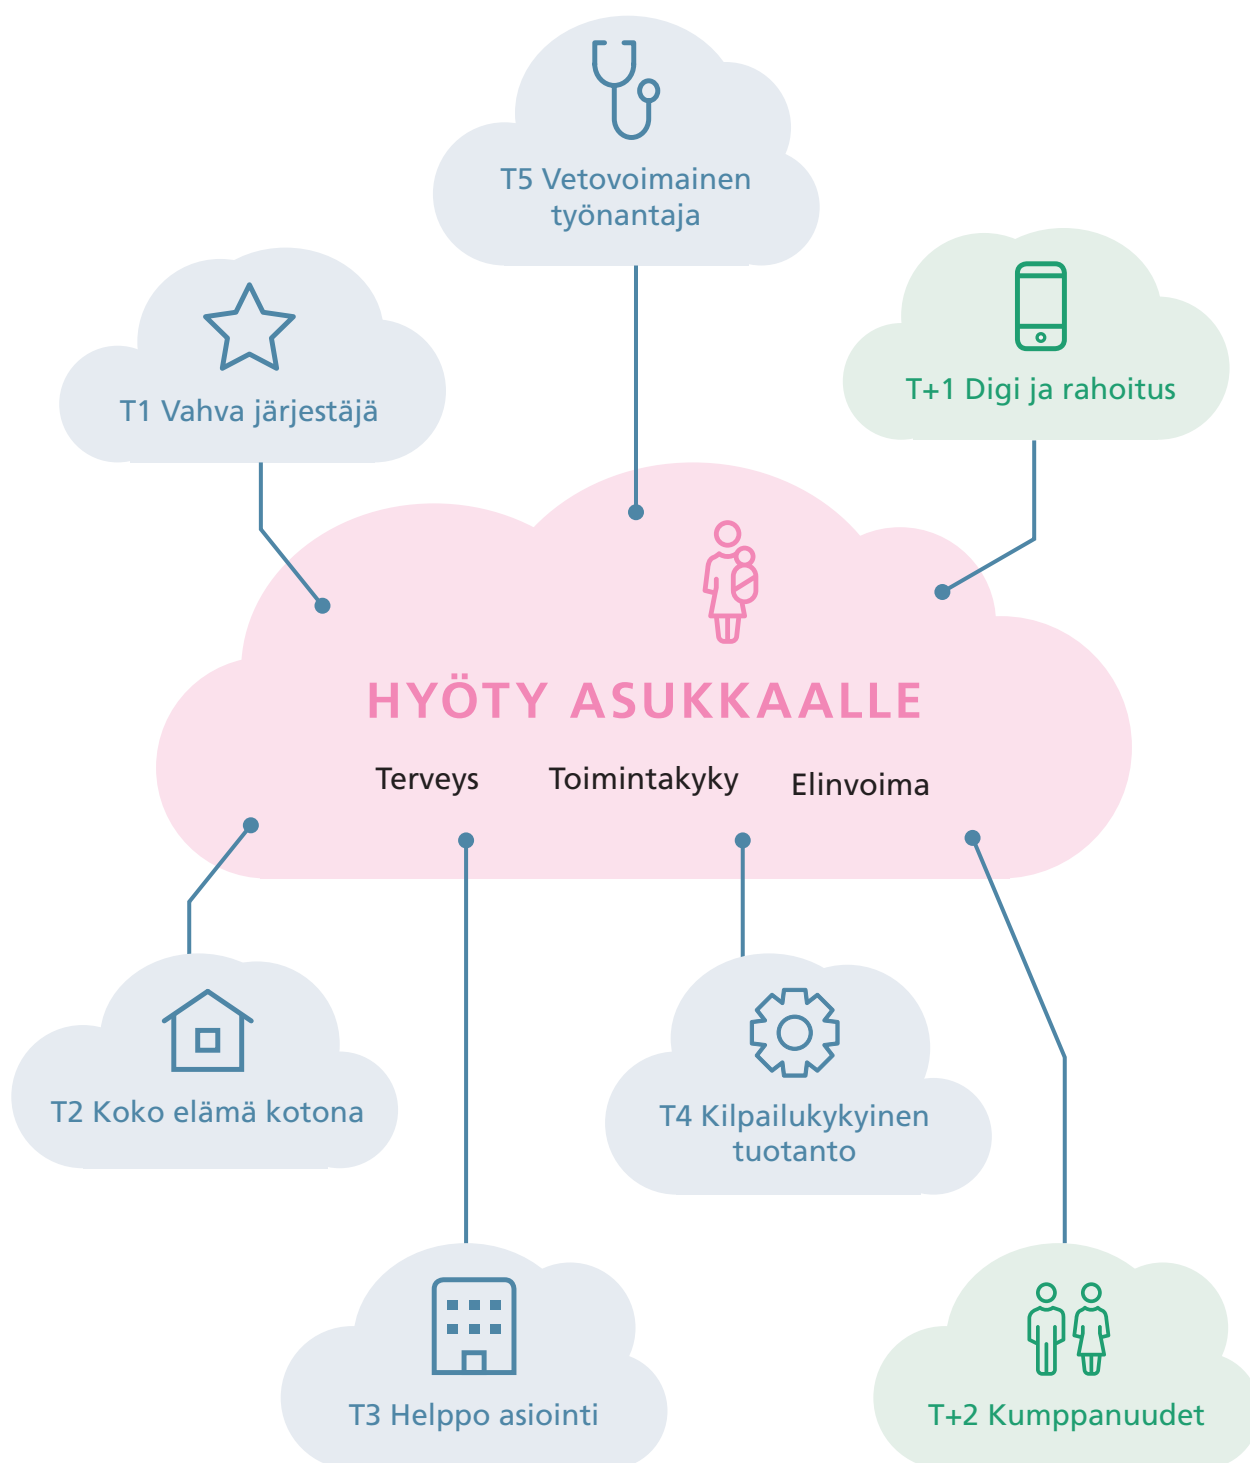 T5 Vetovoimainen
työnantaja
T+1 Digi ja rahoitus
T1 Vahva järjestäjä
HYÖTY ASUKKAALLE
Terveys
Toimintakyky
Elinvoima
T2 Koko elämä kotona
T4 Kilpailukykyinen
tuotanto
T3 Helppo asiointi
T+2 Kumppanuudet